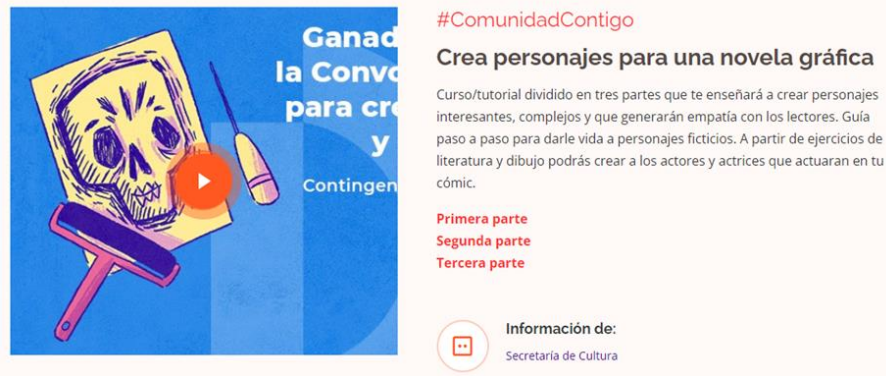 Ganad
la Convo
para cre
y
Contingen
#ComunidadContigo
Crea personajes para una novela gráfica
Curso/tutorial dividido en tres partes que te enseñará a crear personajes
interesantes, complejos y que generarán empatía con los lectores. Guía
paso a paso para darle vida a personajes ficticios. A partir de ejercicios de
literatura y dibujo podrás crear a los actores y actrices que actuaran en tu
cómic.
Primera parte
Segunda parte
Tercera parte
Información de:
Secretaría de Cultura